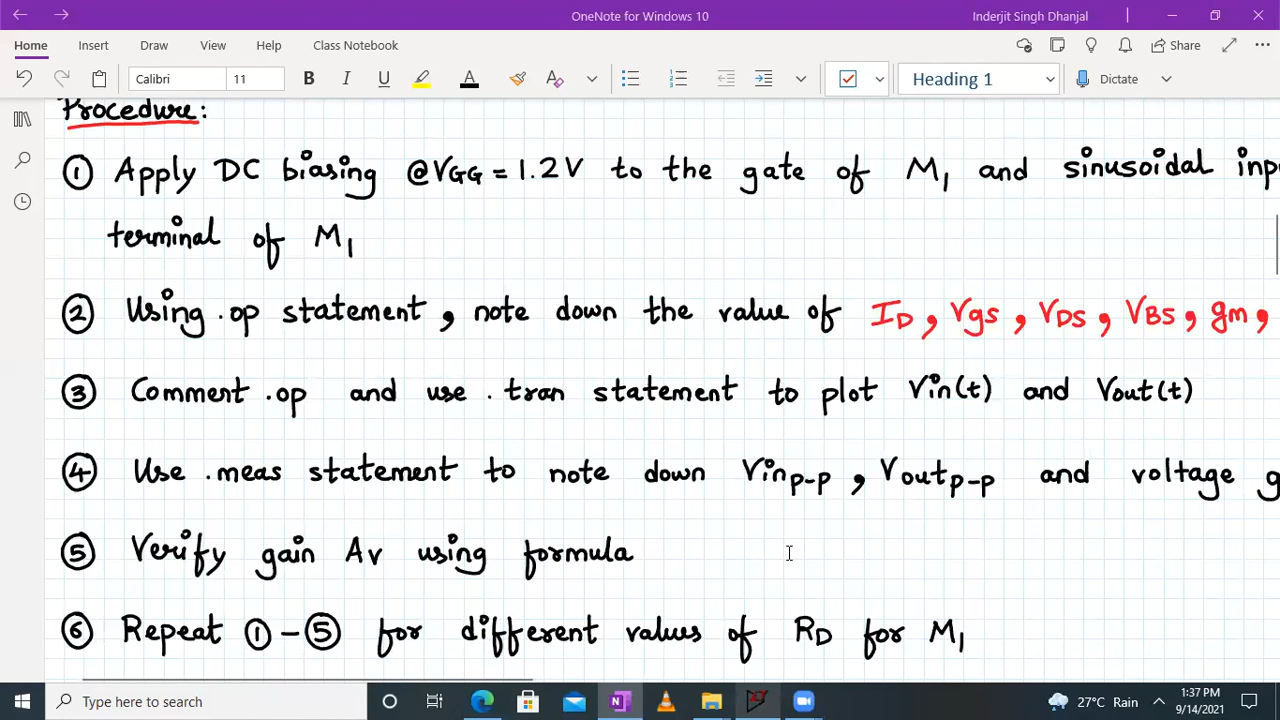 OneNote for Windows 10
Inderjit Singh Dhanjal
Home Insert Draw View Help Class Notebook Share
Calibri 11 B I U A Heading 1 Dictate
Procedure:
① Apply DC biasing @VGG = 1.2V to the gate of M1 and sinusoidal inp
terminal of M1
② Using .op statement, note down the value of ID, Vgs, VDS, VBS, gm,
③ Comment .op and use .tran statement to plot Vin(t) and Vout(t)
④ Use .meas statement to note down Vinp-p, Voutp-p and voltage g
⑤ Verify gain Av using formula
⑥ Repeat ①-⑤ for different values of RD for M1
Type here to search
27°C Rain
1:37 PM
9/14/2021